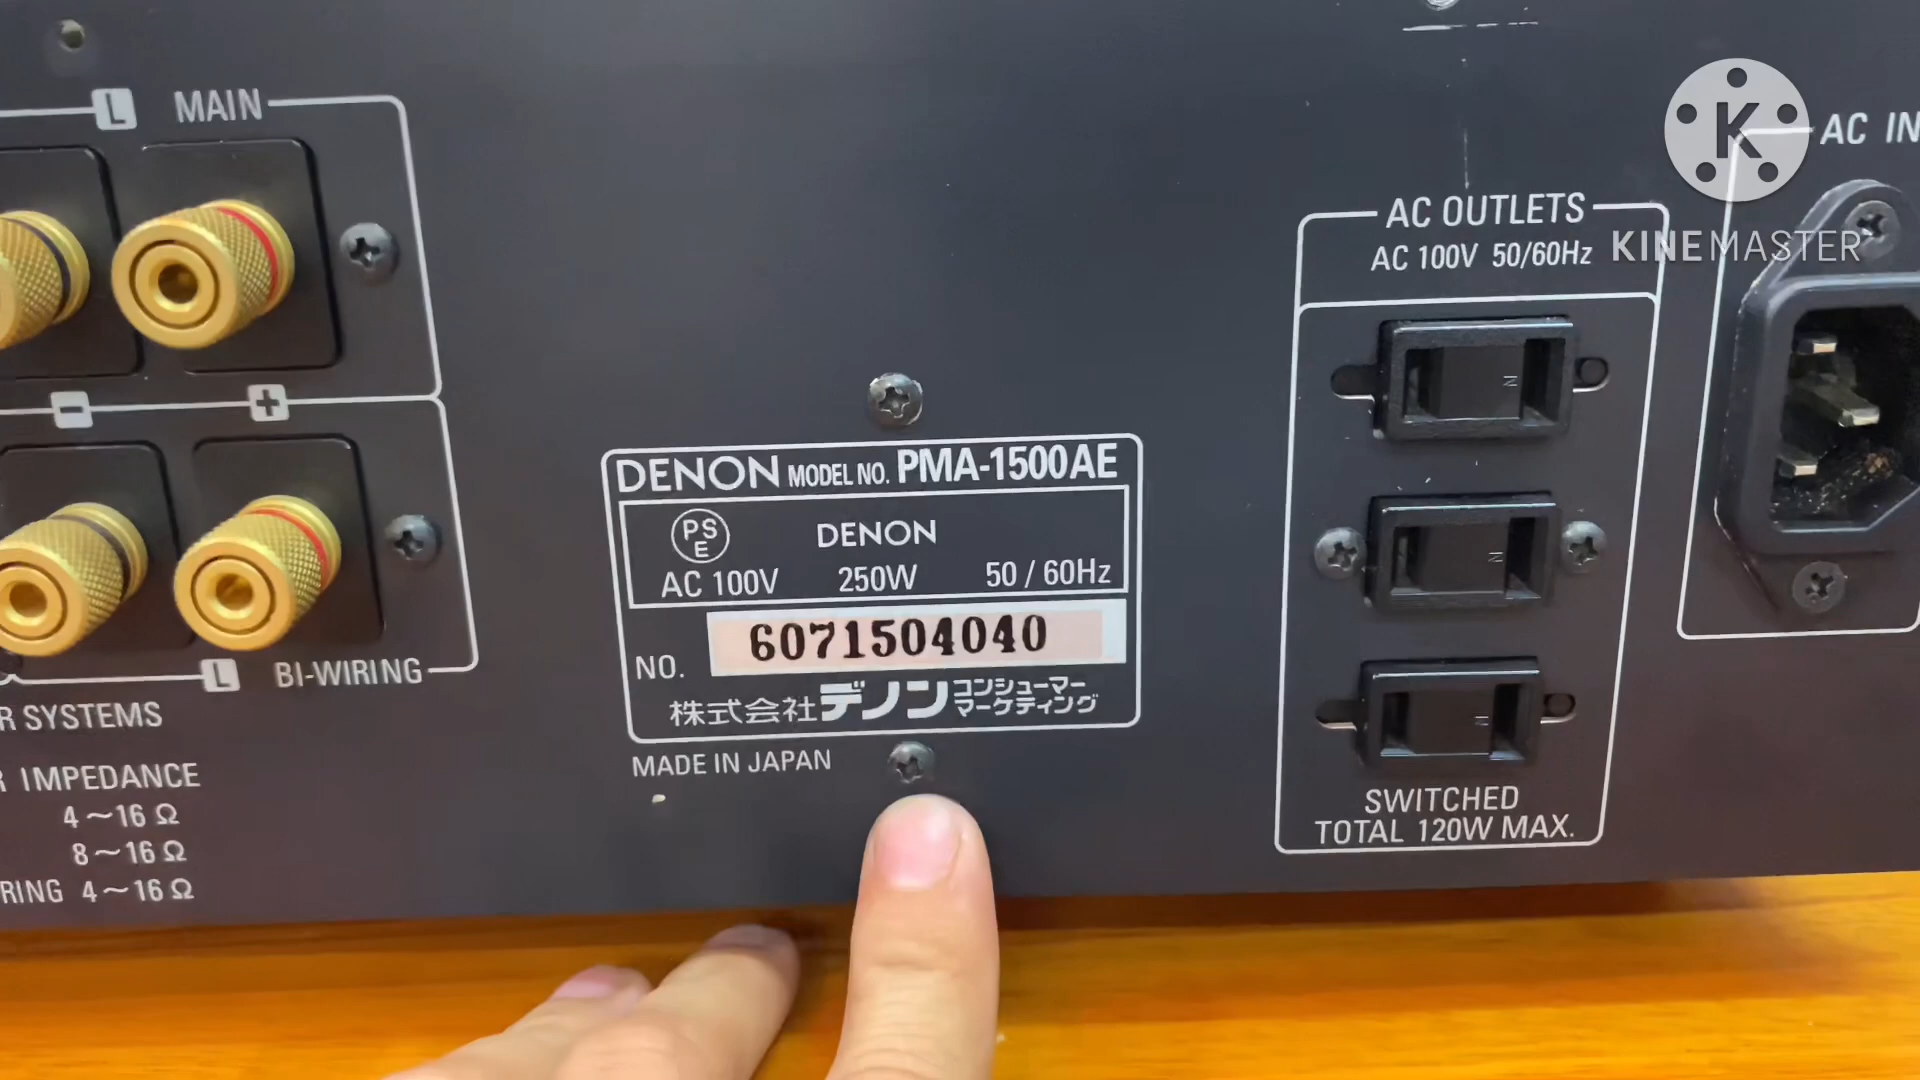 L MAIN
- +
L BI-WIRING
R SYSTEMS
R IMPEDANCE
4~16 Ω
8~16 Ω
RING 4~16 Ω
DENON MODEL NO. PMA-1500AE
PSE DENON
AC 100V 250W 50 / 60Hz
NO. 6071504040
株式会社デノン コンシューマー
マーケティング
MADE IN JAPAN
AC OUTLETS
AC 100V 50/60Hz
N
N
N
SWITCHED
TOTAL 120W MAX.
AC IN
K
KINEMASTER